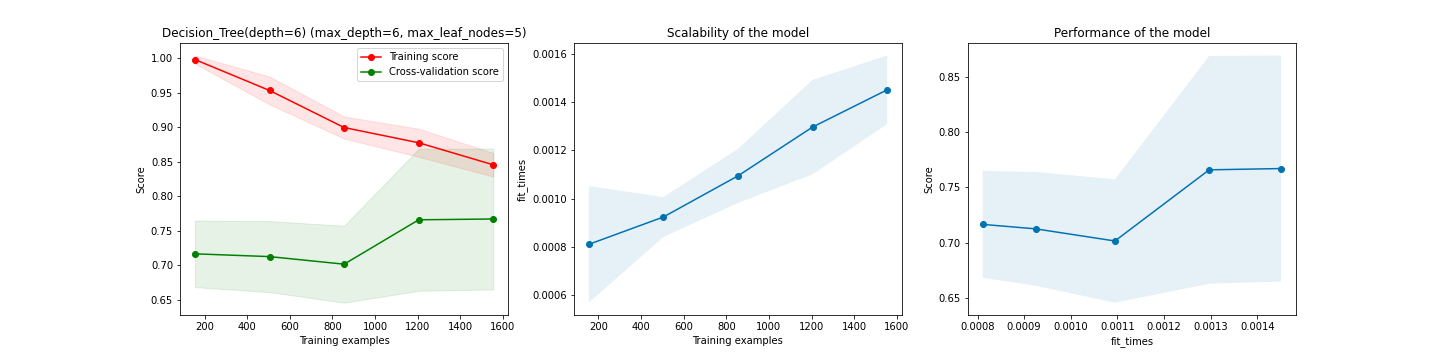 Decision_Tree(depth=6) (max_depth=6, max_leaf_nodes=5)
Training score
Cross-validation score
1.00
0.95
0.90
0.85
0.80
0.75
0.70
0.65
Score
200 400 600 800 1000 1200 1400 1600
Training examples
Scalability of the model
0.0016
0.0014
0.0012
0.0010
0.0008
0.0006
fit_times
200 400 600 800 1000 1200 1400 1600
Training examples
Performance of the model
0.85
0.80
0.75
0.70
0.65
Score
0.0008 0.0009 0.0010 0.0011 0.0012 0.0013 0.0014
fit_times